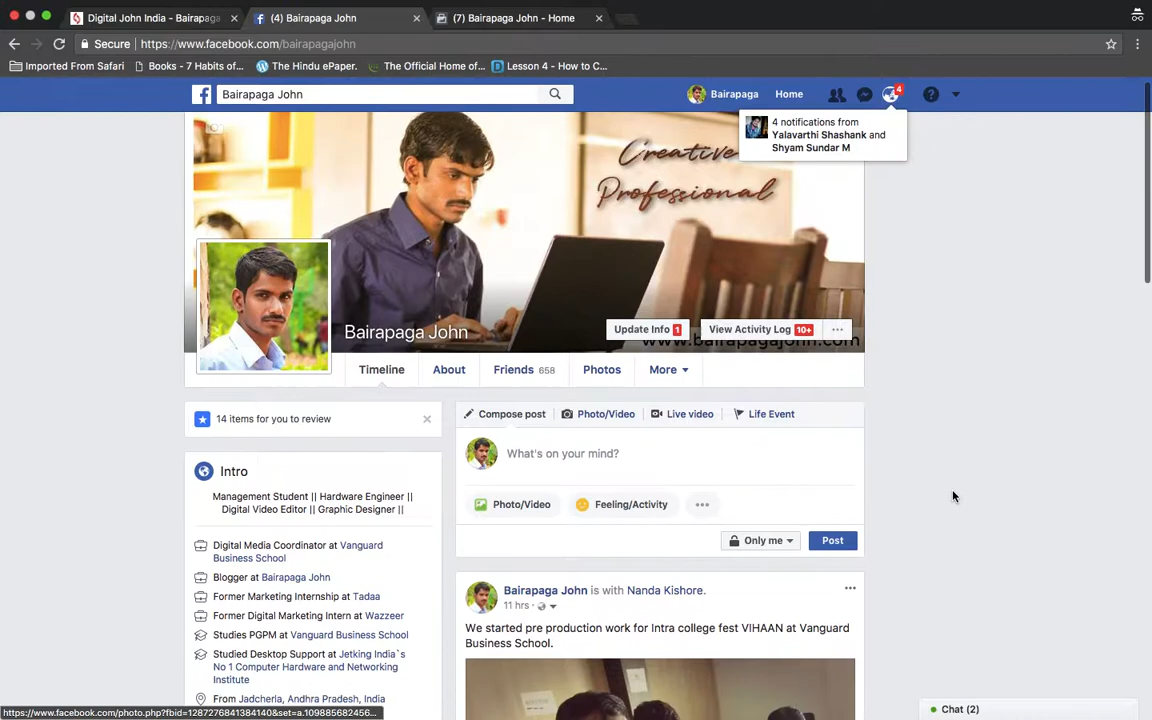 Digital John India - Bairapaga
(4) Bairapaga John
(7) Bairapaga John - Home
Secure
https://www.facebook.com/bairapagajohn
Imported From Safari
Books - 7 Habits of...
The Hindu ePaper.
The Official Home of...
Lesson 4 - How to C...
Bairapaga John
Bairapaga
Home
4
4 notifications from
Yalavarthi Shashank and
Shyam Sundar M
Creative
Professional
Bairapaga John
Update Info 1
View Activity Log 10+
www.bairapagajohn.com
Timeline
About
Friends 658
Photos
More
14 items for you to review
Compose post
Photo/Video
Live video
Life Event
What's on your mind?
Photo/Video
Feeling/Activity
Only me
Post
Intro
Management Student || Hardware Engineer ||
Digital Video Editor || Graphic Designer ||
Digital Media Coordinator at Vanguard
Business School
Blogger at Bairapaga John
Former Marketing Internship at Tadaa
Former Digital Marketing Intern at Wazzeer
Studies PGPM at Vanguard Business School
Studied Desktop Support at Jetking India`s
No 1 Computer Hardware and Networking
Institute
From Jadcherla, Andhra Pradesh, India
Bairapaga John is with Nanda Kishore.
11 hrs
We started pre production work for Intra college fest VIHAAN at Vanguard
Business School.
https://www.facebook.com/photo.php?fbid=1287276841384140&set=a.109885682456...
Chat (2)